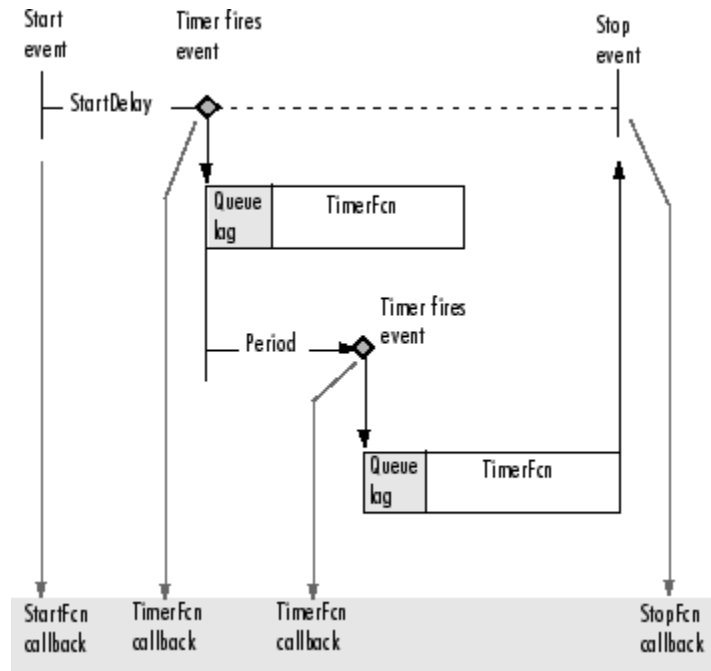 Start
event
Timer fires
event
Stop
event
StartDelay
Queue
lag
TimerFcn
Timer fires
event
Period
Queue
lag
TimerFcn
StartFcn
callback
TimerFcn
callback
TimerFcn
callback
StopFcn
callback